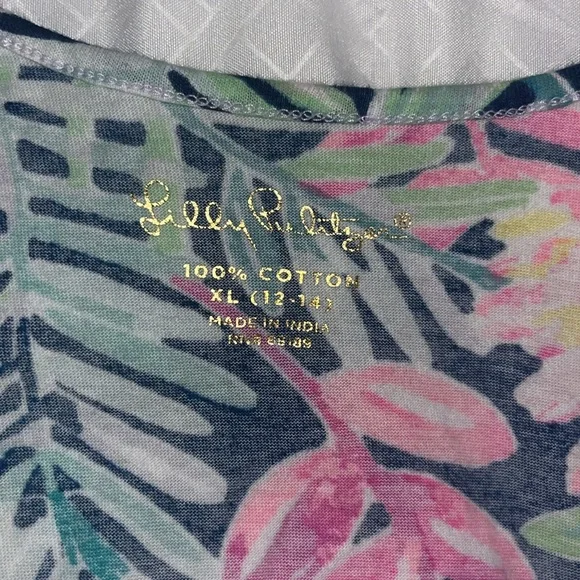 Lilly Pulitzer®
100% COTTON
XL (12-14)
MADE IN INDIA